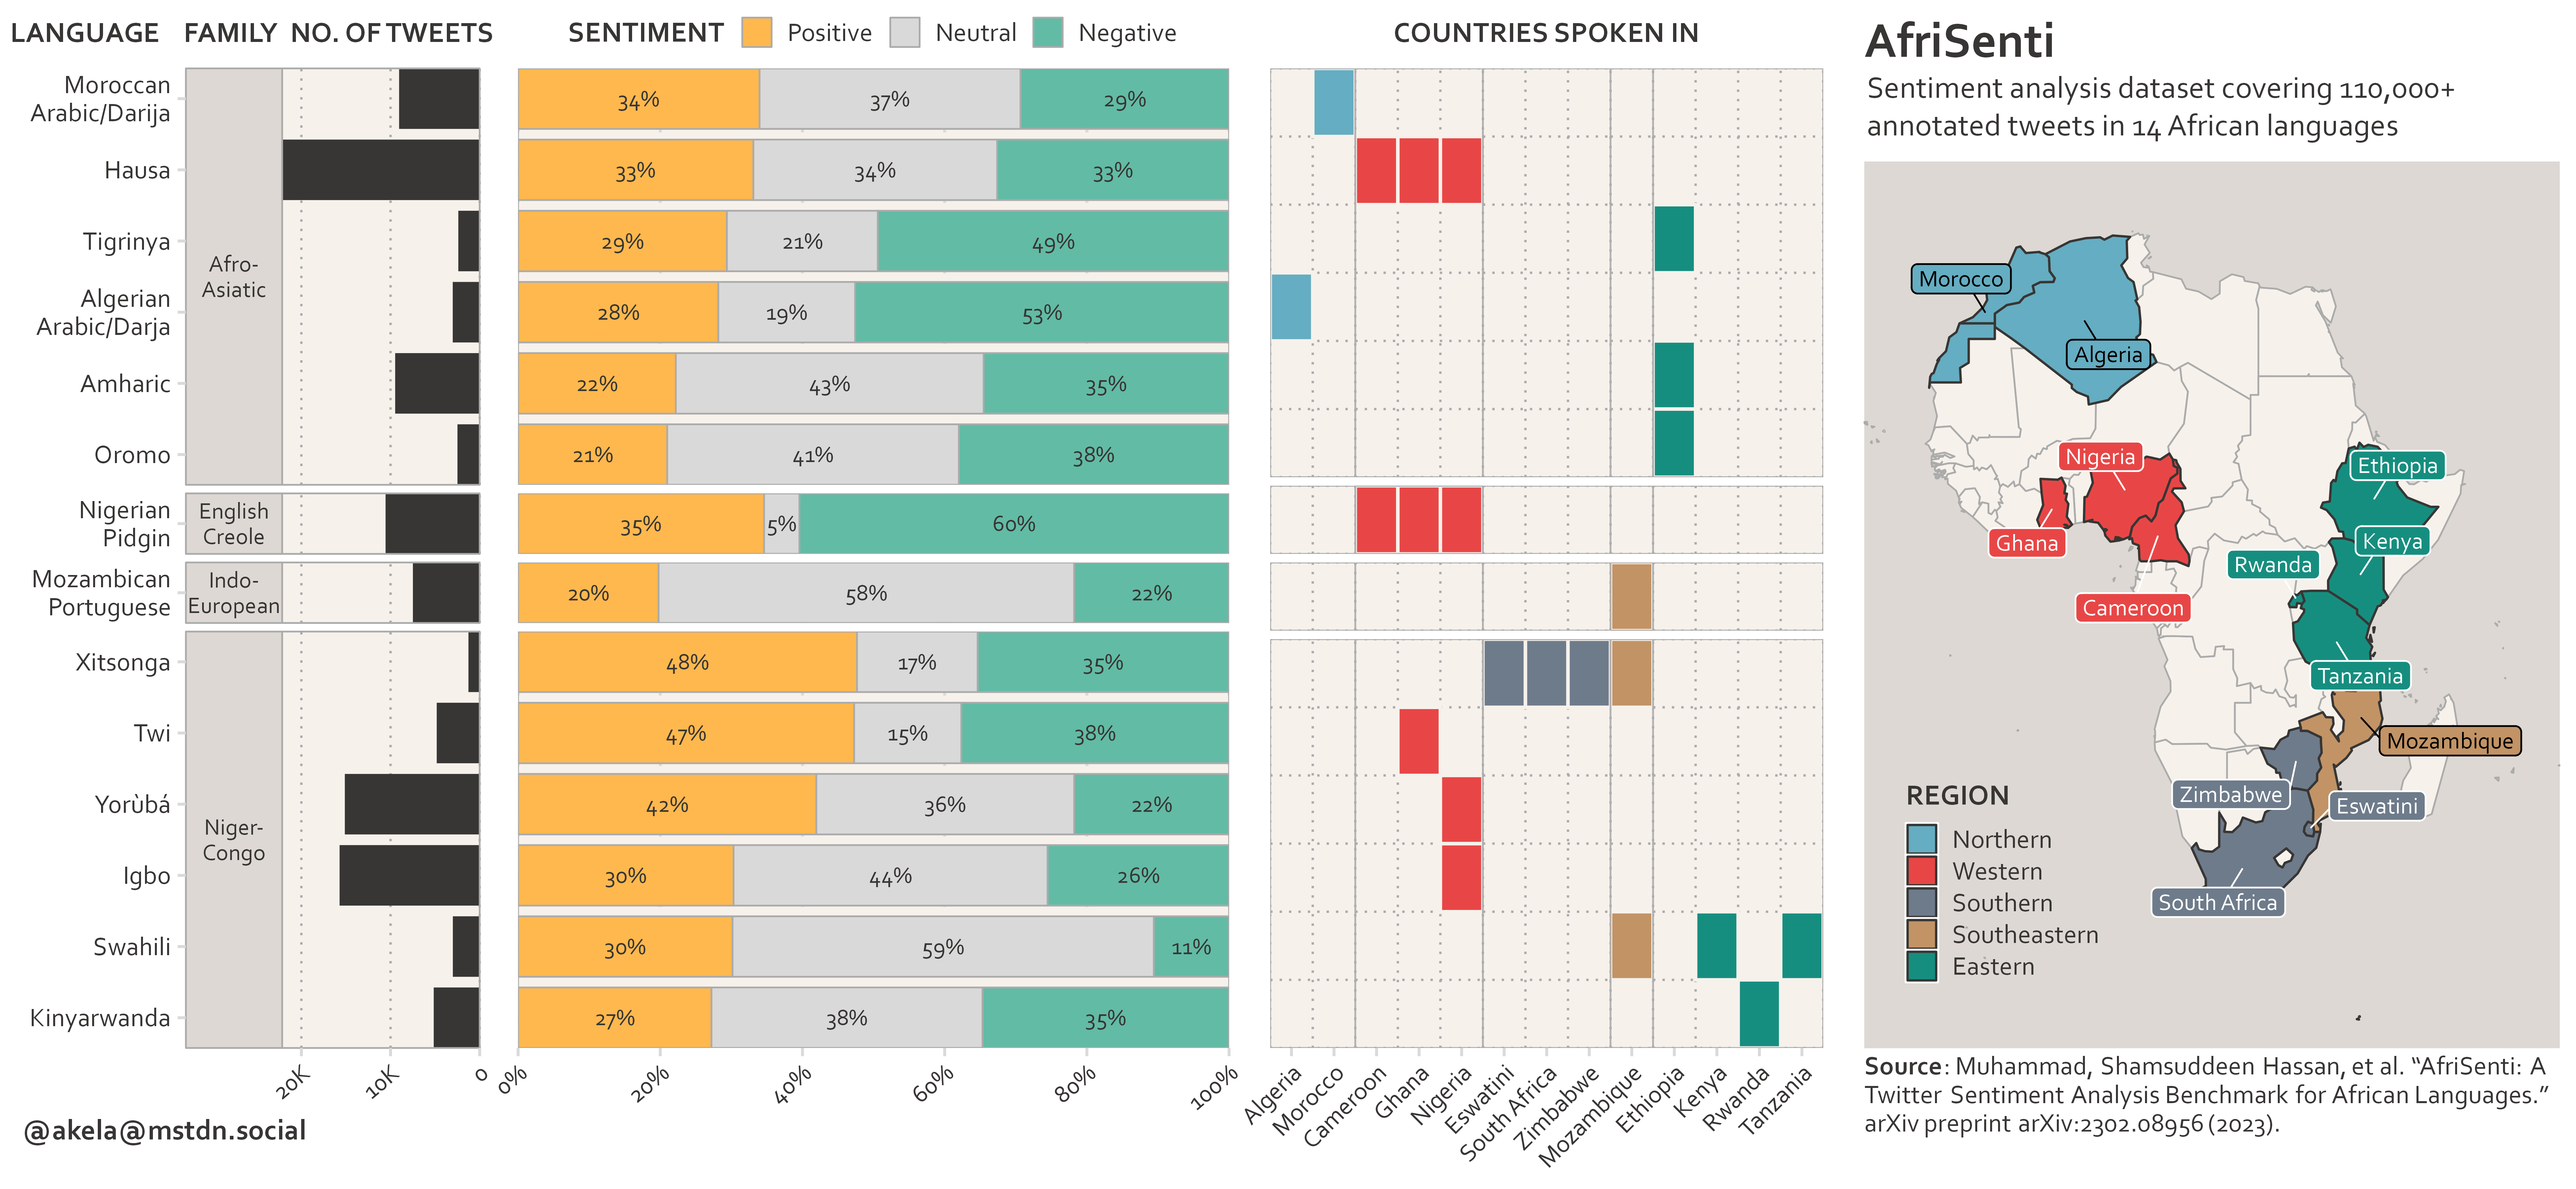 LANGUAGE FAMILY NO. OF TWEETS
SENTIMENT Positive Neutral Negative
COUNTRIES SPOKEN IN
AfriSenti
Sentiment analysis dataset covering 110,000+
annotated tweets in 14 African languages
Moroccan
Arabic/Darija
34% 37% 29%
Hausa
33% 34% 33%
Tigrinya
29% 21% 49%
Afro-
Asiatic
Algerian
Arabic/Darja
28% 19% 53%
Amharic
22% 43% 35%
Oromo
21% 41% 38%
Nigerian
Pidgin
English
Creole
35% 5% 60%
Mozambican
Portuguese
Indo-
European
20% 58% 22%
Xitsonga
48% 17% 35%
Twi
47% 15% 38%
Yorùbá
42% 36% 22%
Niger-
Congo
Igbo
30% 44% 26%
Swahili
30% 59% 11%
Kinyarwanda
27% 38% 35%
20K 10K 0
0% 20% 40% 60% 80% 100%
Algeria
Morocco
Cameroon
Ghana
Nigeria
Eswatini
South Africa
Zimbabwe
Mozambique
Ethiopia
Kenya
Rwanda
Tanzania
Morocco
Algeria
Nigeria
Ethiopia
Ghana
Kenya
Rwanda
Cameroon
Tanzania
Mozambique
Zimbabwe
Eswatini
South Africa
REGION
Northern
Western
Southern
Southeastern
Eastern
Source: Muhammad, Shamsuddeen Hassan, et al. “AfriSenti: A
Twitter Sentiment Analysis Benchmark for African Languages.”
arXiv preprint arXiv:2302.08956 (2023).
@akela@mstdn.social